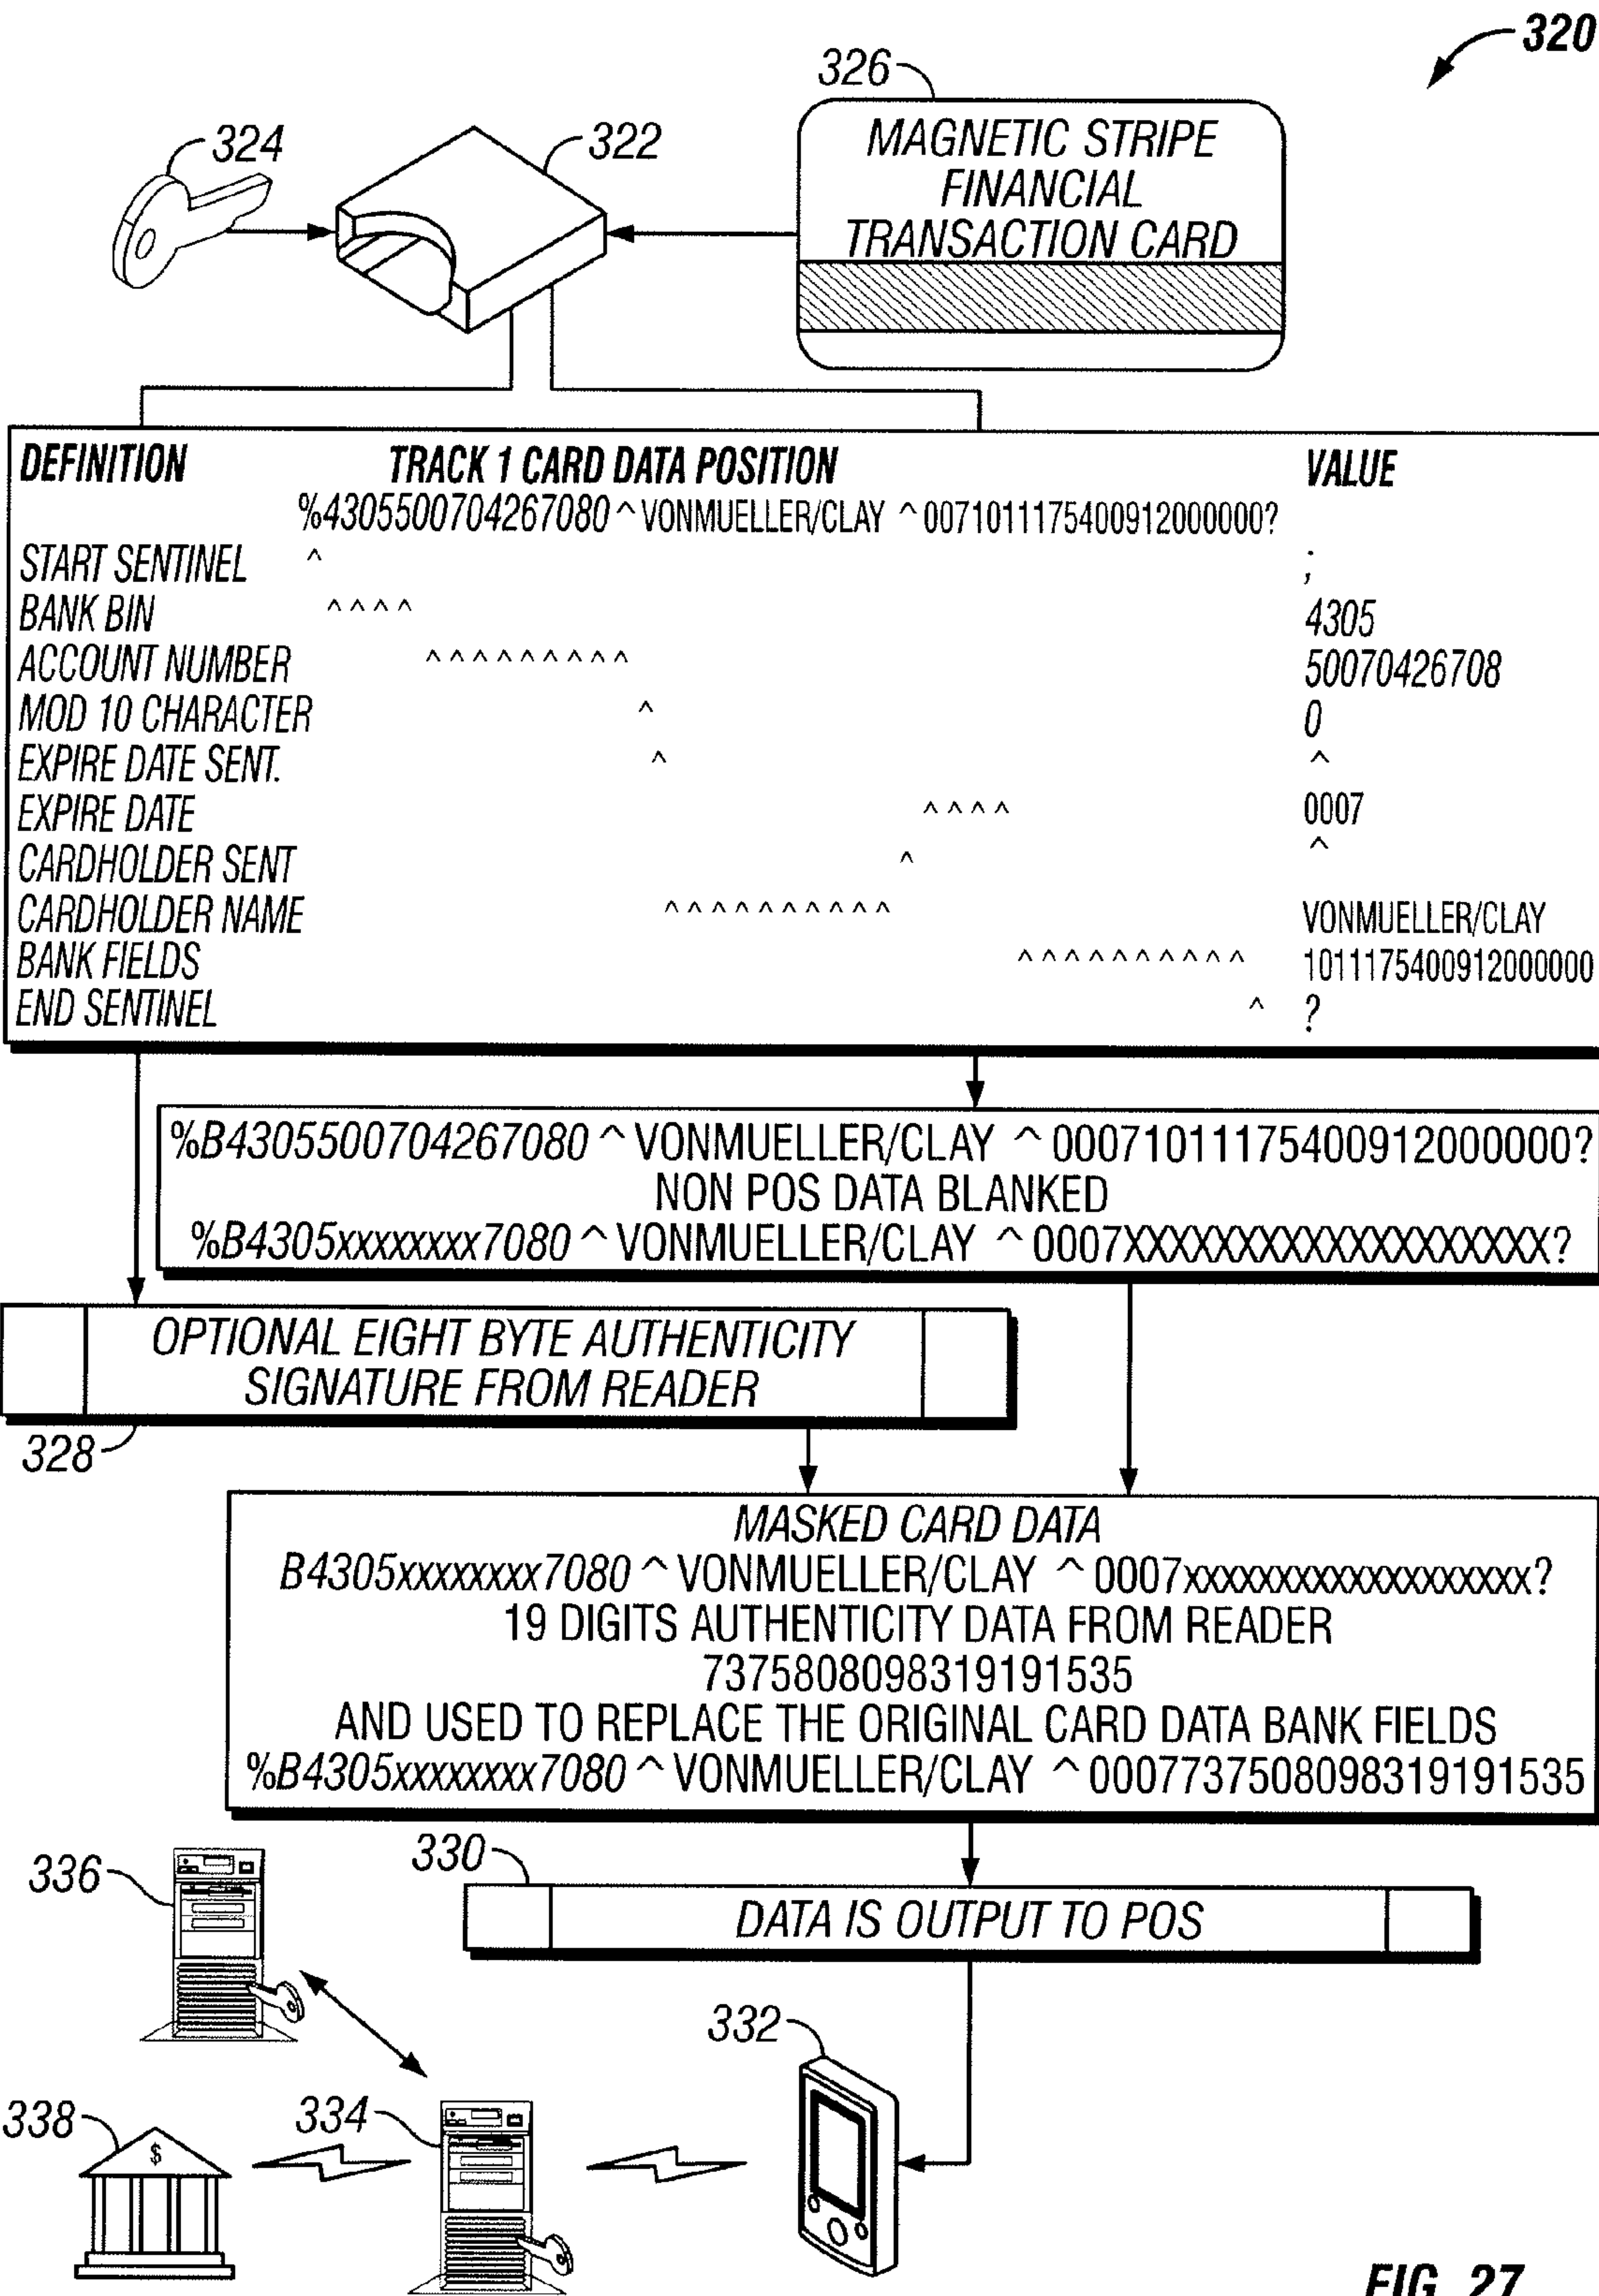 320
326
MAGNETIC STRIPE
FINANCIAL
TRANSACTION CARD
324
322
DEFINITION TRACK 1 CARD DATA POSITION VALUE
%4305500704267080 ^ VONMUELLER/CLAY ^ 0071011175400912000000?
START SENTINEL ^ ;
BANK BIN ^ ^ ^ ^ 4305
ACCOUNT NUMBER ^ ^ ^ ^ ^ ^ ^ ^ ^ 50070426708
MOD 10 CHARACTER ^ 0
EXPIRE DATE SENT. ^ ^
EXPIRE DATE ^ ^ ^ ^ 0007
CARDHOLDER SENT ^ ^
CARDHOLDER NAME ^ ^ ^ ^ ^ ^ ^ ^ ^ ^ VONMUELLER/CLAY
BANK FIELDS ^ ^ ^ ^ ^ ^ ^ ^ ^ ^ 1011175400912000000
END SENTINEL ^ ?
%B4305500704267080 ^ VONMUELLER/CLAY ^ 00071011175400912000000?
NON POS DATA BLANKED
%B4305xxxxxxxx7080 ^ VONMUELLER/CLAY ^ 0007XXXXXXXXXXXXXXXXXXX?
OPTIONAL EIGHT BYTE AUTHENTICITY
SIGNATURE FROM READER
328
MASKED CARD DATA
B4305xxxxxxxx7080 ^ VONMUELLER/CLAY ^ 0007xxxxxxxxxxxxxxxxxxx?
19 DIGITS AUTHENTICITY DATA FROM READER
7375808098319191535
AND USED TO REPLACE THE ORIGINAL CARD DATA BANK FIELDS
%B4305xxxxxxxx7080 ^ VONMUELLER/CLAY ^ 0007737508098319191535
330
DATA IS OUTPUT TO POS
336
332
338
$
334
FIG. 27